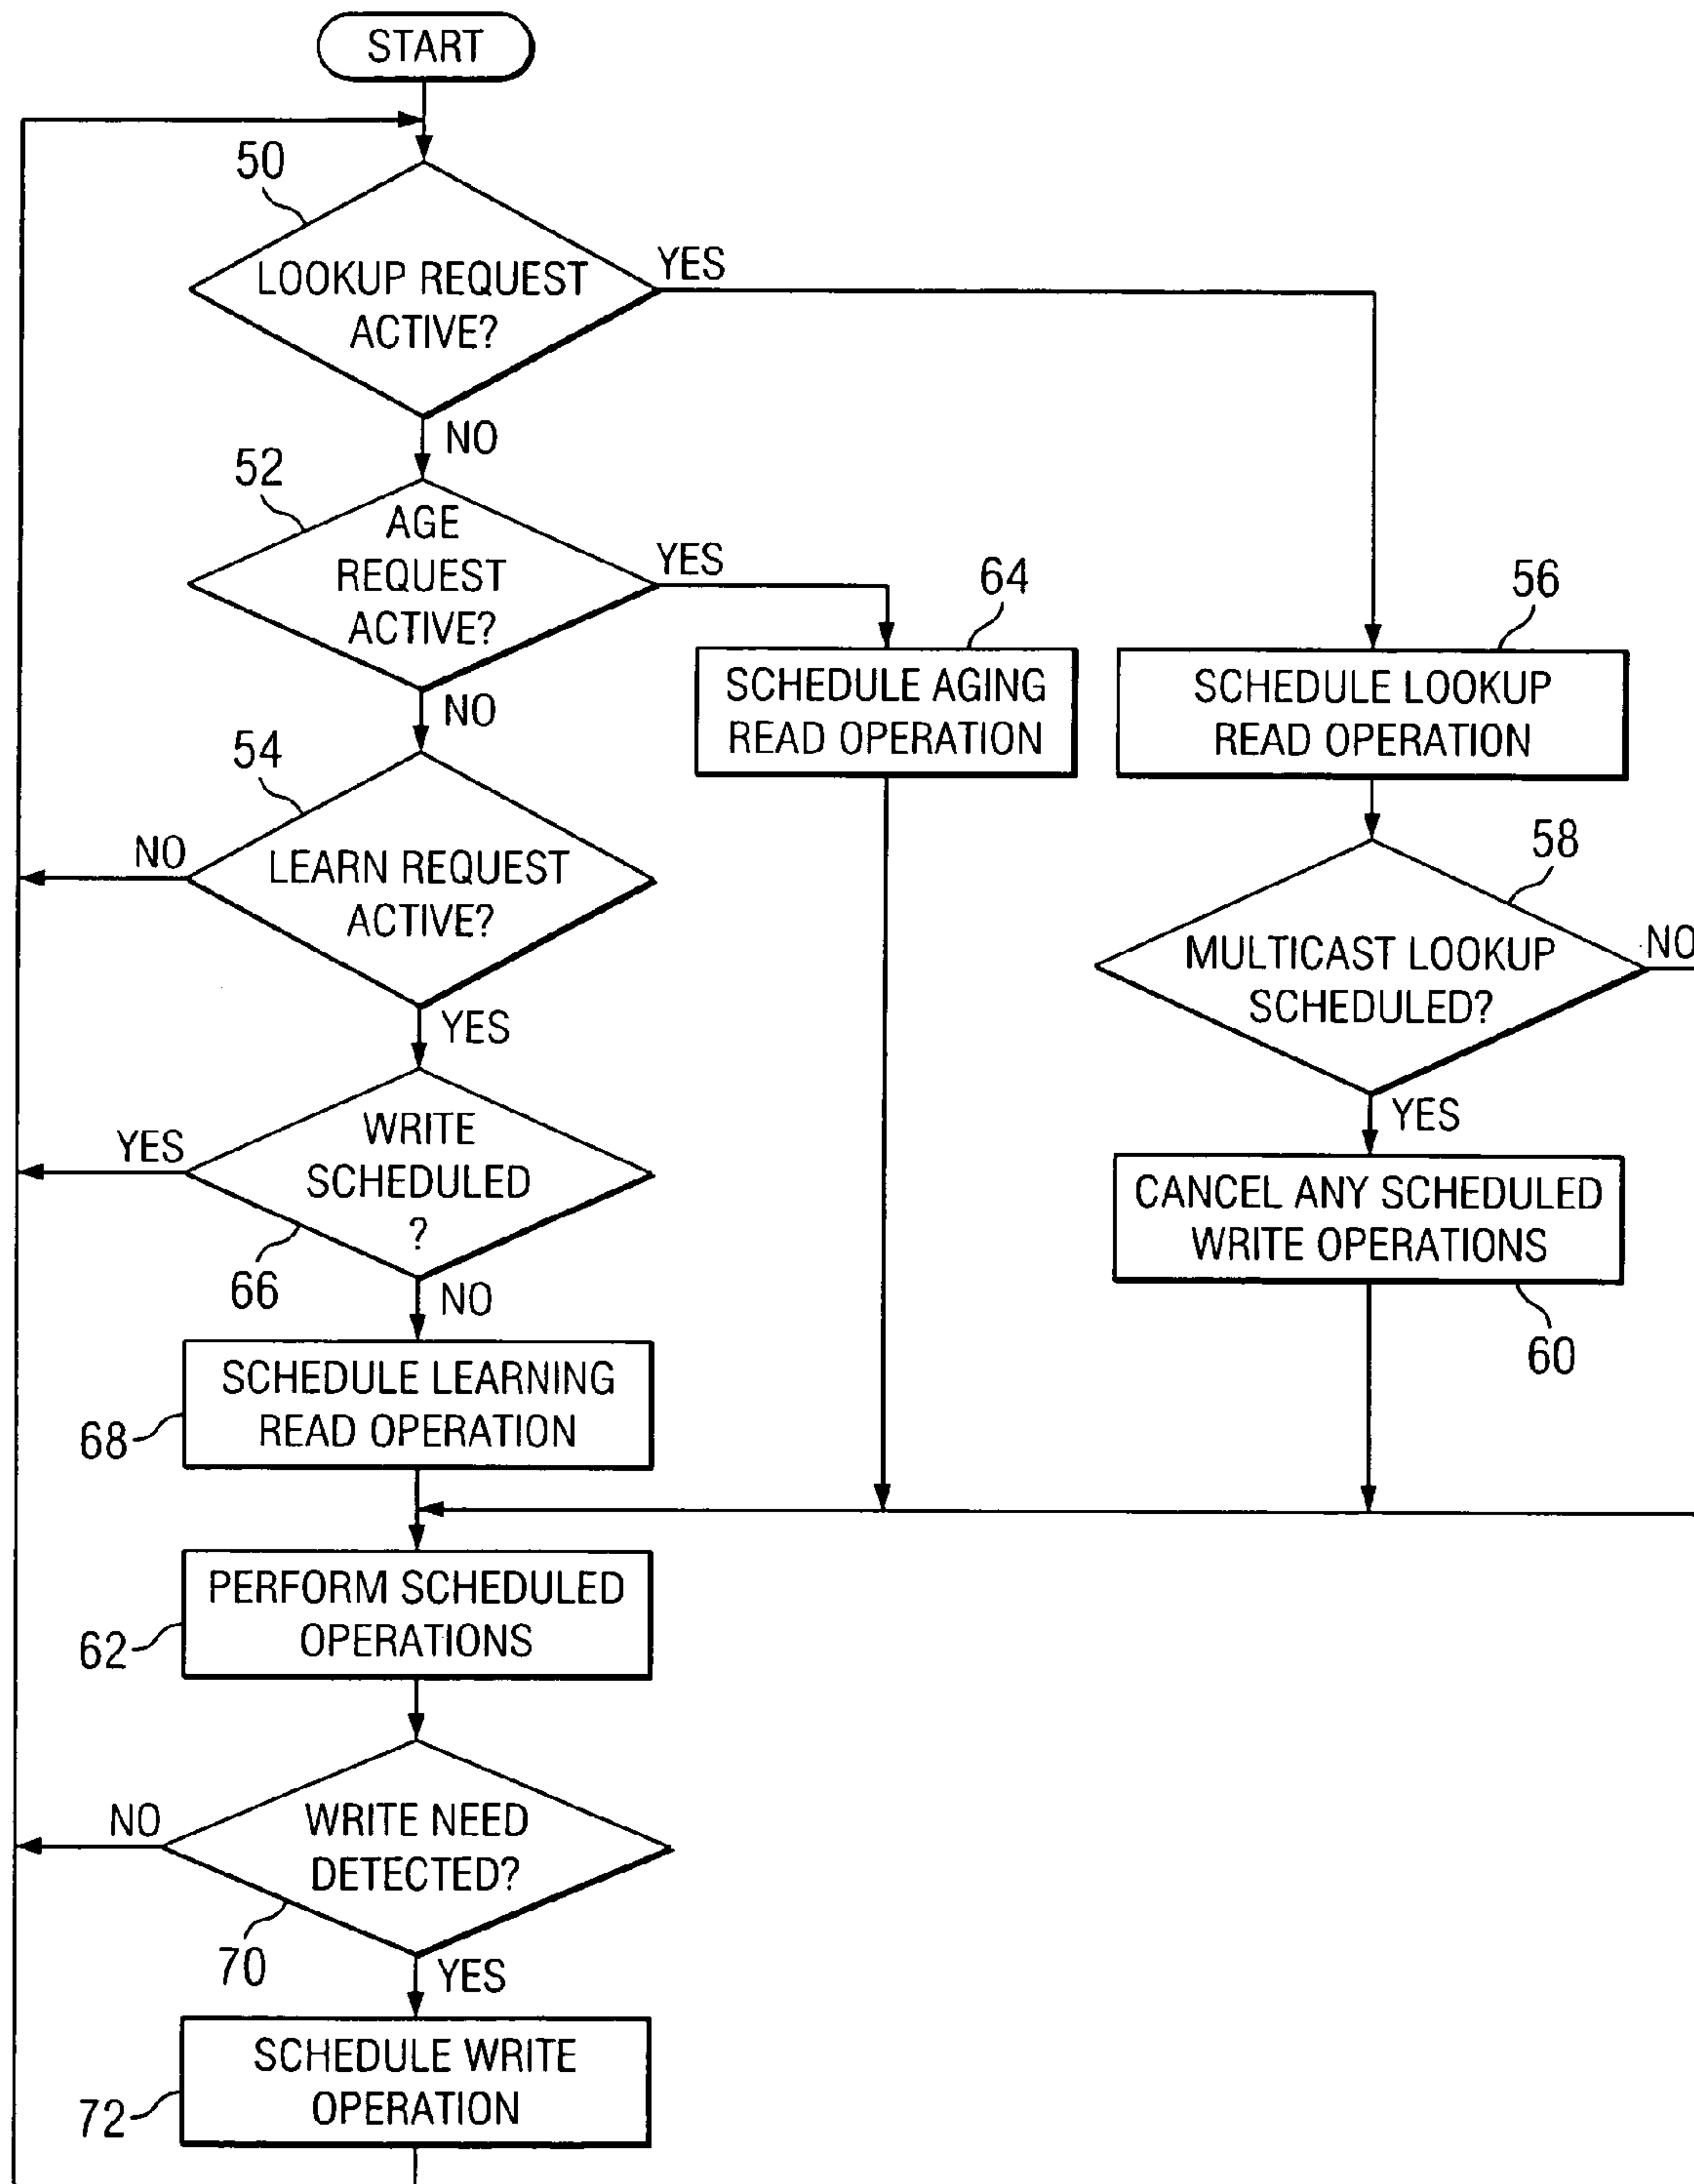 START
50
LOOKUP REQUEST
ACTIVE?
YES
NO
52
AGE
REQUEST
ACTIVE?
YES
NO
64
SCHEDULE AGING
READ OPERATION
56
SCHEDULE LOOKUP
READ OPERATION
54
LEARN REQUEST
ACTIVE?
NO
YES
58
MULTICAST LOOKUP
SCHEDULED?
NO
YES
WRITE
SCHEDULED
?
YES
66
NO
CANCEL ANY SCHEDULED
WRITE OPERATIONS
60
SCHEDULE LEARNING
READ OPERATION
68
PERFORM SCHEDULED
OPERATIONS
62
WRITE NEED
DETECTED?
NO
70
YES
SCHEDULE WRITE
OPERATION
72